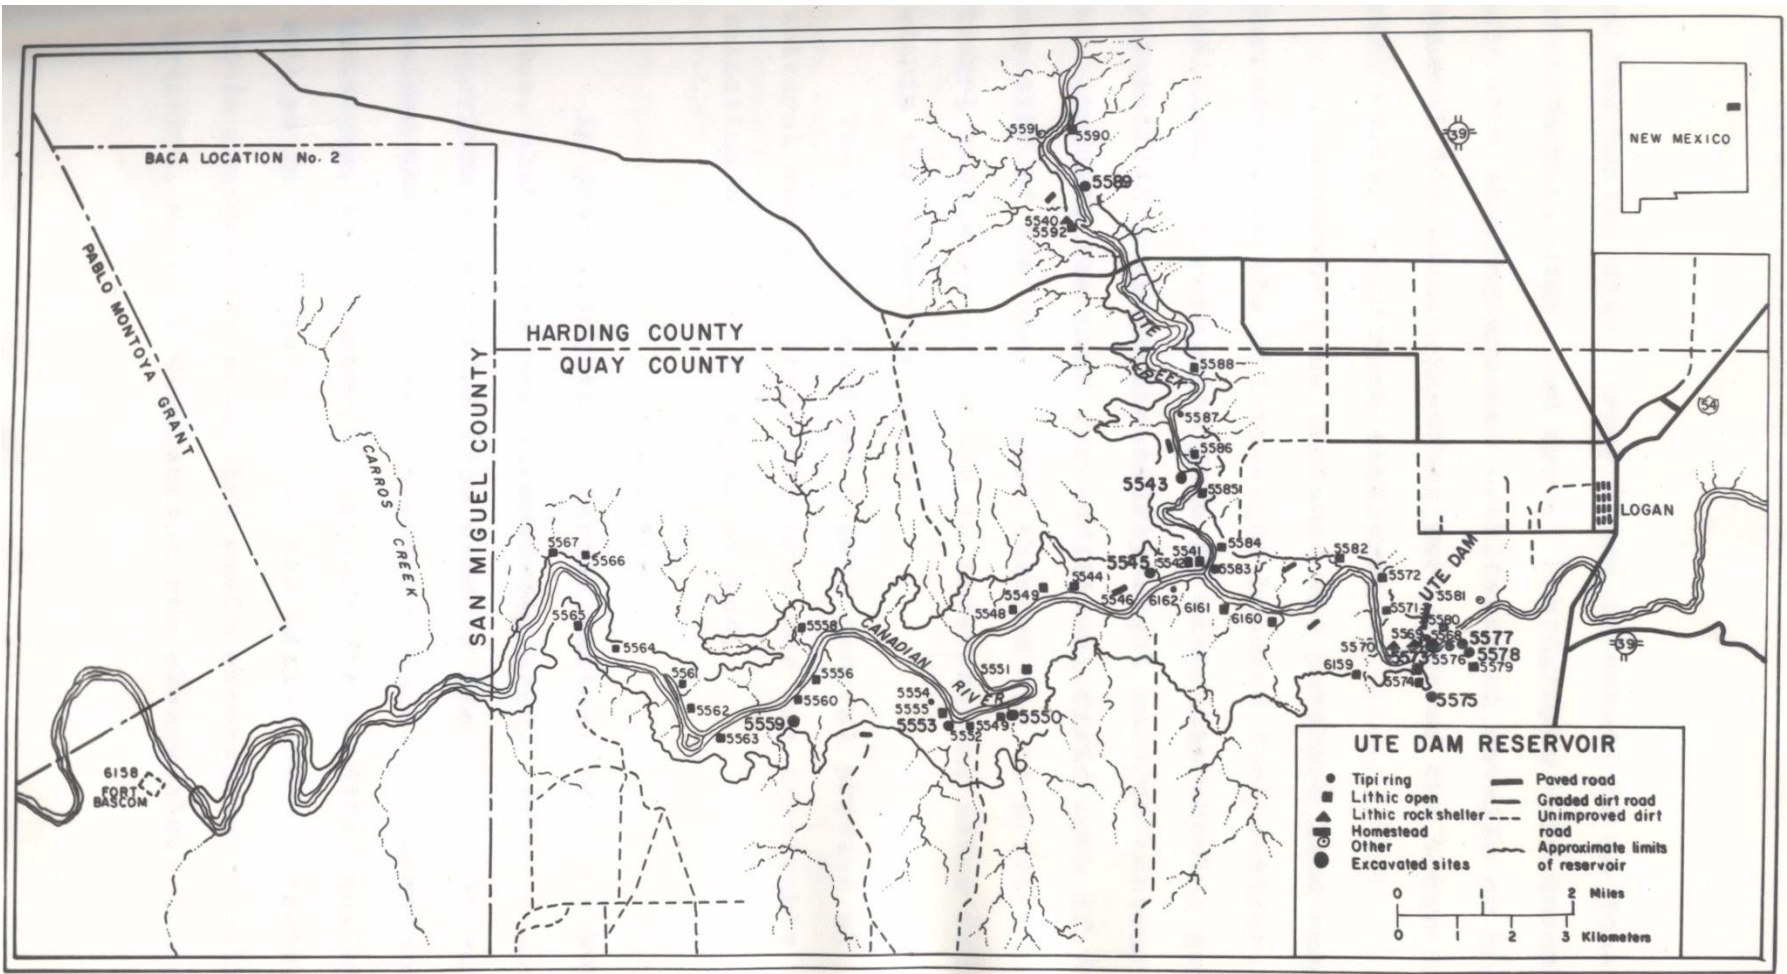 BACA LOCATION No. 2
PABLO MONTOYA GRANT
SAN MIGUEL COUNTY
HARDING COUNTY
QUAY COUNTY
CARROS
CREEK
6158
FORT
BASCOM
5591
5590
5589
5540
5592
UTE
CREEK
5588
5587
5586
5543
5585
5584
5541
5542
5545
5583
5544
5549
5548
5546
6162
6161
6160
5582
5572
5571
UTE DAM
5581
5580
5569
5568
5570
5573
5576
5577
5578
5579
5574
5575
6159
5567
5566
5565
5564
5561
5562
5563
5558
5556
5560
5559
CANADIAN
RIVER
5551
5554
5555
5553
5552
5549
5550
39
54
LOGAN
39
NEW MEXICO
UTE DAM RESERVOIR
Tipi ring
Lithic open
Lithic rock shelter
Homestead
Other
Excavated sites
Paved road
Graded dirt road
Unimproved dirt
road
Approximate limits
of reservoir
0 2 Miles
0 1 2 3 Kilometers